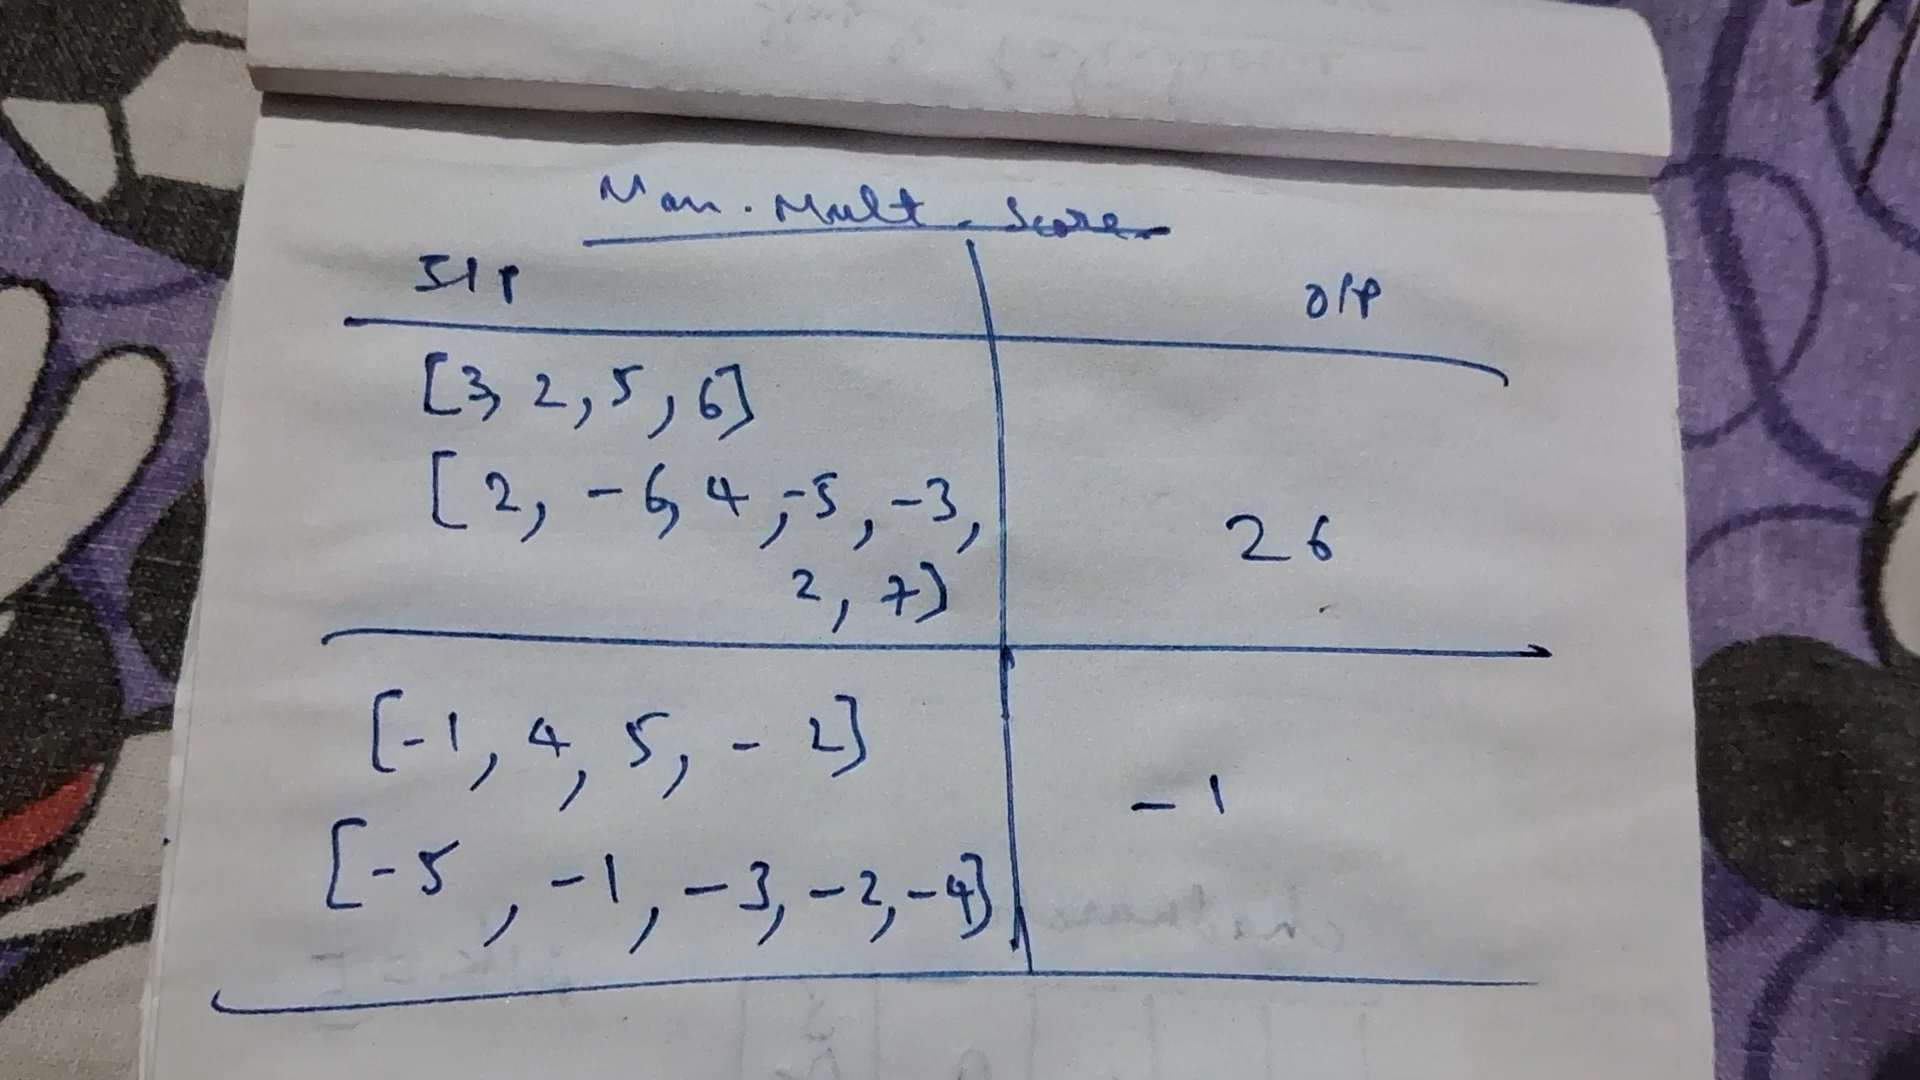 Max. Mult. Score
I/P O/P
[3, 2, 5, 6]
[2, -6, 4, -5, -3,
2, 7]
26
[-1, 4, 5, -2]
[-5, -1, -3, -2, -4]
-1